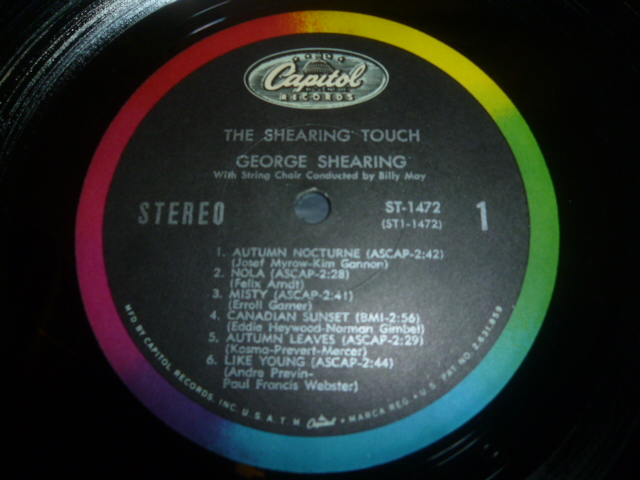 Capitol
RECORDS
THE SHEARING TOUCH
GEORGE SHEARING
With String Choir Conducted by Billy May
STEREO
ST-1472
(ST1-1472)
1
1. AUTUMN NOCTURNE (ASCAP-2:42)
(Josef Myrow-Kim Gannon)
2. NOLA (ASCAP-2:28)
(Felix Arndt)
3. MISTY (ASCAP-2:41)
(Erroll Garner)
4. CANADIAN SUNSET (BMI-2:56)
(Eddie Heywood-Norman Gimbel)
5. AUTUMN LEAVES (ASCAP-2:29)
(Kosma-Prevert-Mercer)
6. LIKE YOUNG (ASCAP-2:44)
(Andre Previn-
Paul Francis Webster)
MFD BY CAPITOL RECORDS, INC U.S.A. T M Capitol • MARCA REG • U.S. PAT NO. 2,631,859